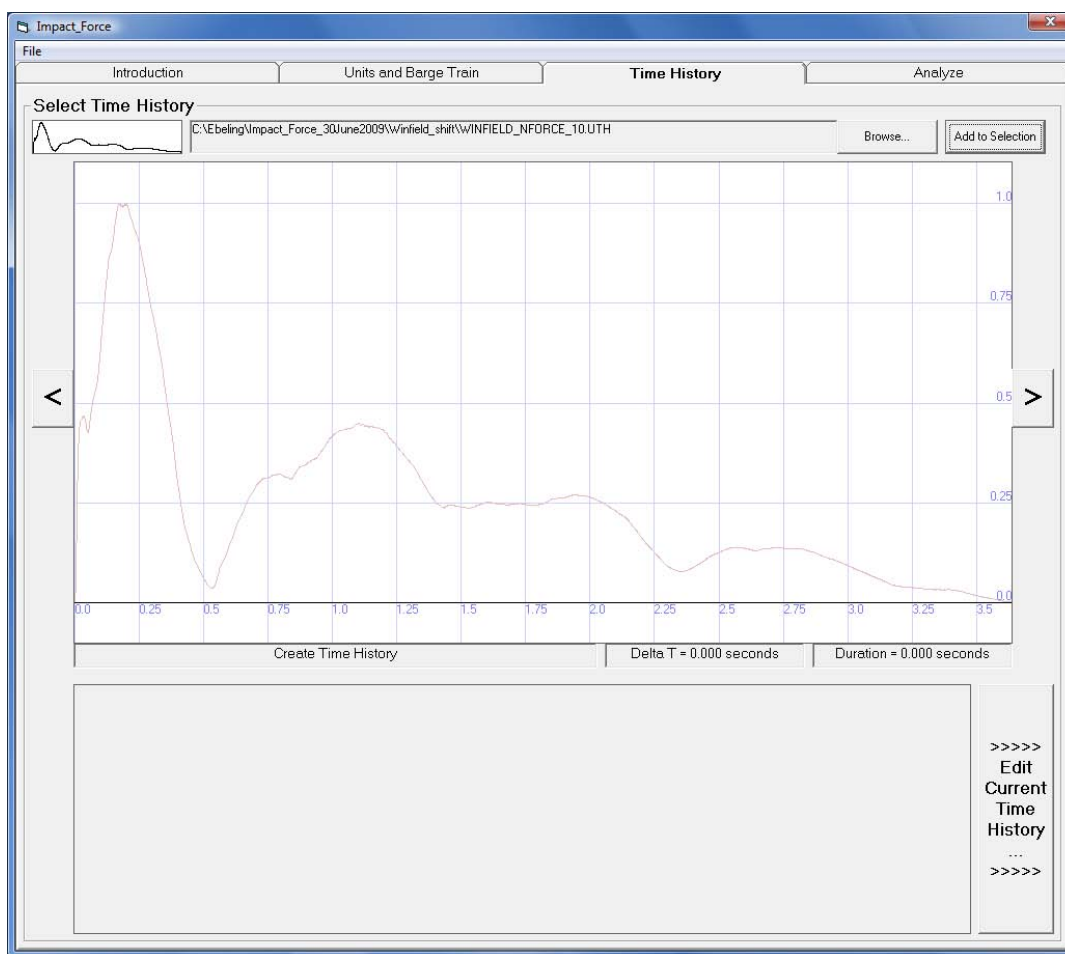 Impact_Force
x
File
Introduction Units and Barge Train Time History Analyze
Select Time History
C:\Ebeling\Impact_Force_30June2009\Winfield_shift\WINFIELD_NFORCE_10.UTH Browse... Add to Selection
1.0
0.75
< 0.5 >
0.25
0.0
0.0 0.25 0.5 0.75 1.0 1.25 1.5 1.75 2.0 2.25 2.5 2.75 3.0 3.25 3.5
Create Time History Delta T = 0.000 seconds Duration = 0.000 seconds
>>>>>
Edit
Current
Time
History
...
>>>>>